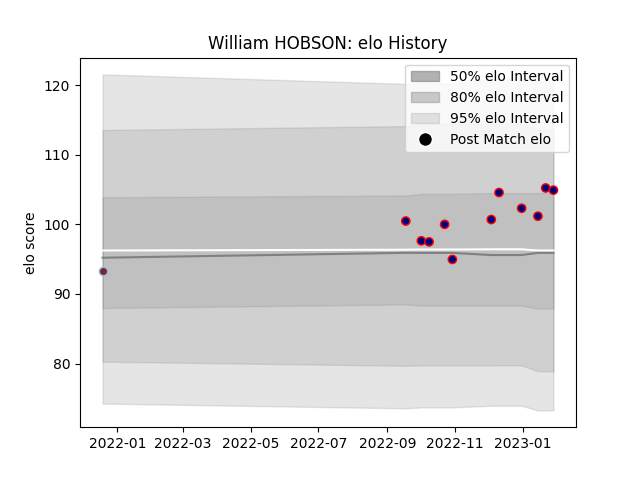 William HOBSON: elo History
50% elo Interval
80% elo Interval
95% elo Interval
Post Match elo
elo score
120
110
100
90
80
2022-01 2022-03 2022-05 2022-07 2022-09 2022-11 2023-01